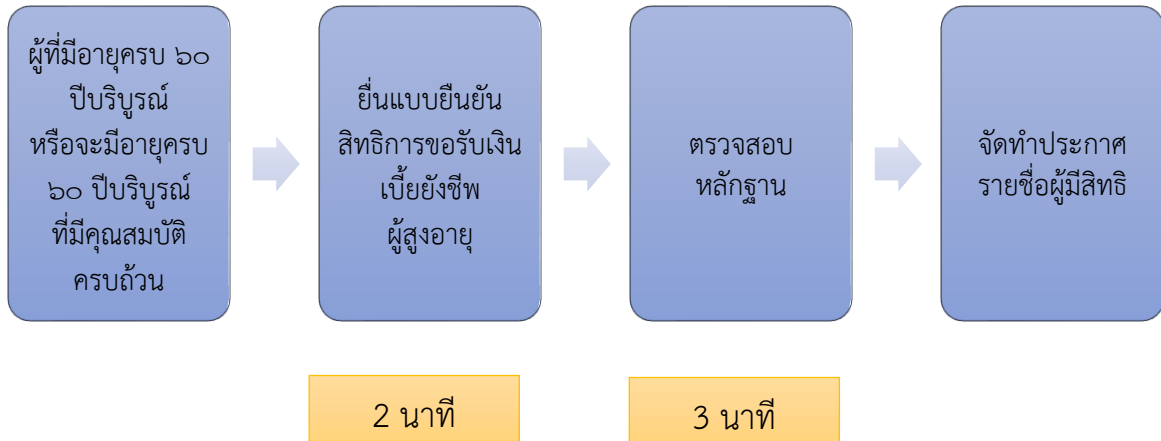 ผู้ที่มีอายุครบ ๖๐
ปีบริบูรณ์
หรือจะมีอายุครบ
๖๐ ปีบริบูรณ์
ที่มีคุณสมบัติ
ครบถ้วน
ยื่นแบบยืนยัน
สิทธิการขอรับเงิน
เบี้ยยังชีพ
ผู้สูงอายุ
ตรวจสอบ
หลักฐาน
จัดทำประกาศ
รายชื่อผู้มีสิทธิ
2 นาที
3 นาที